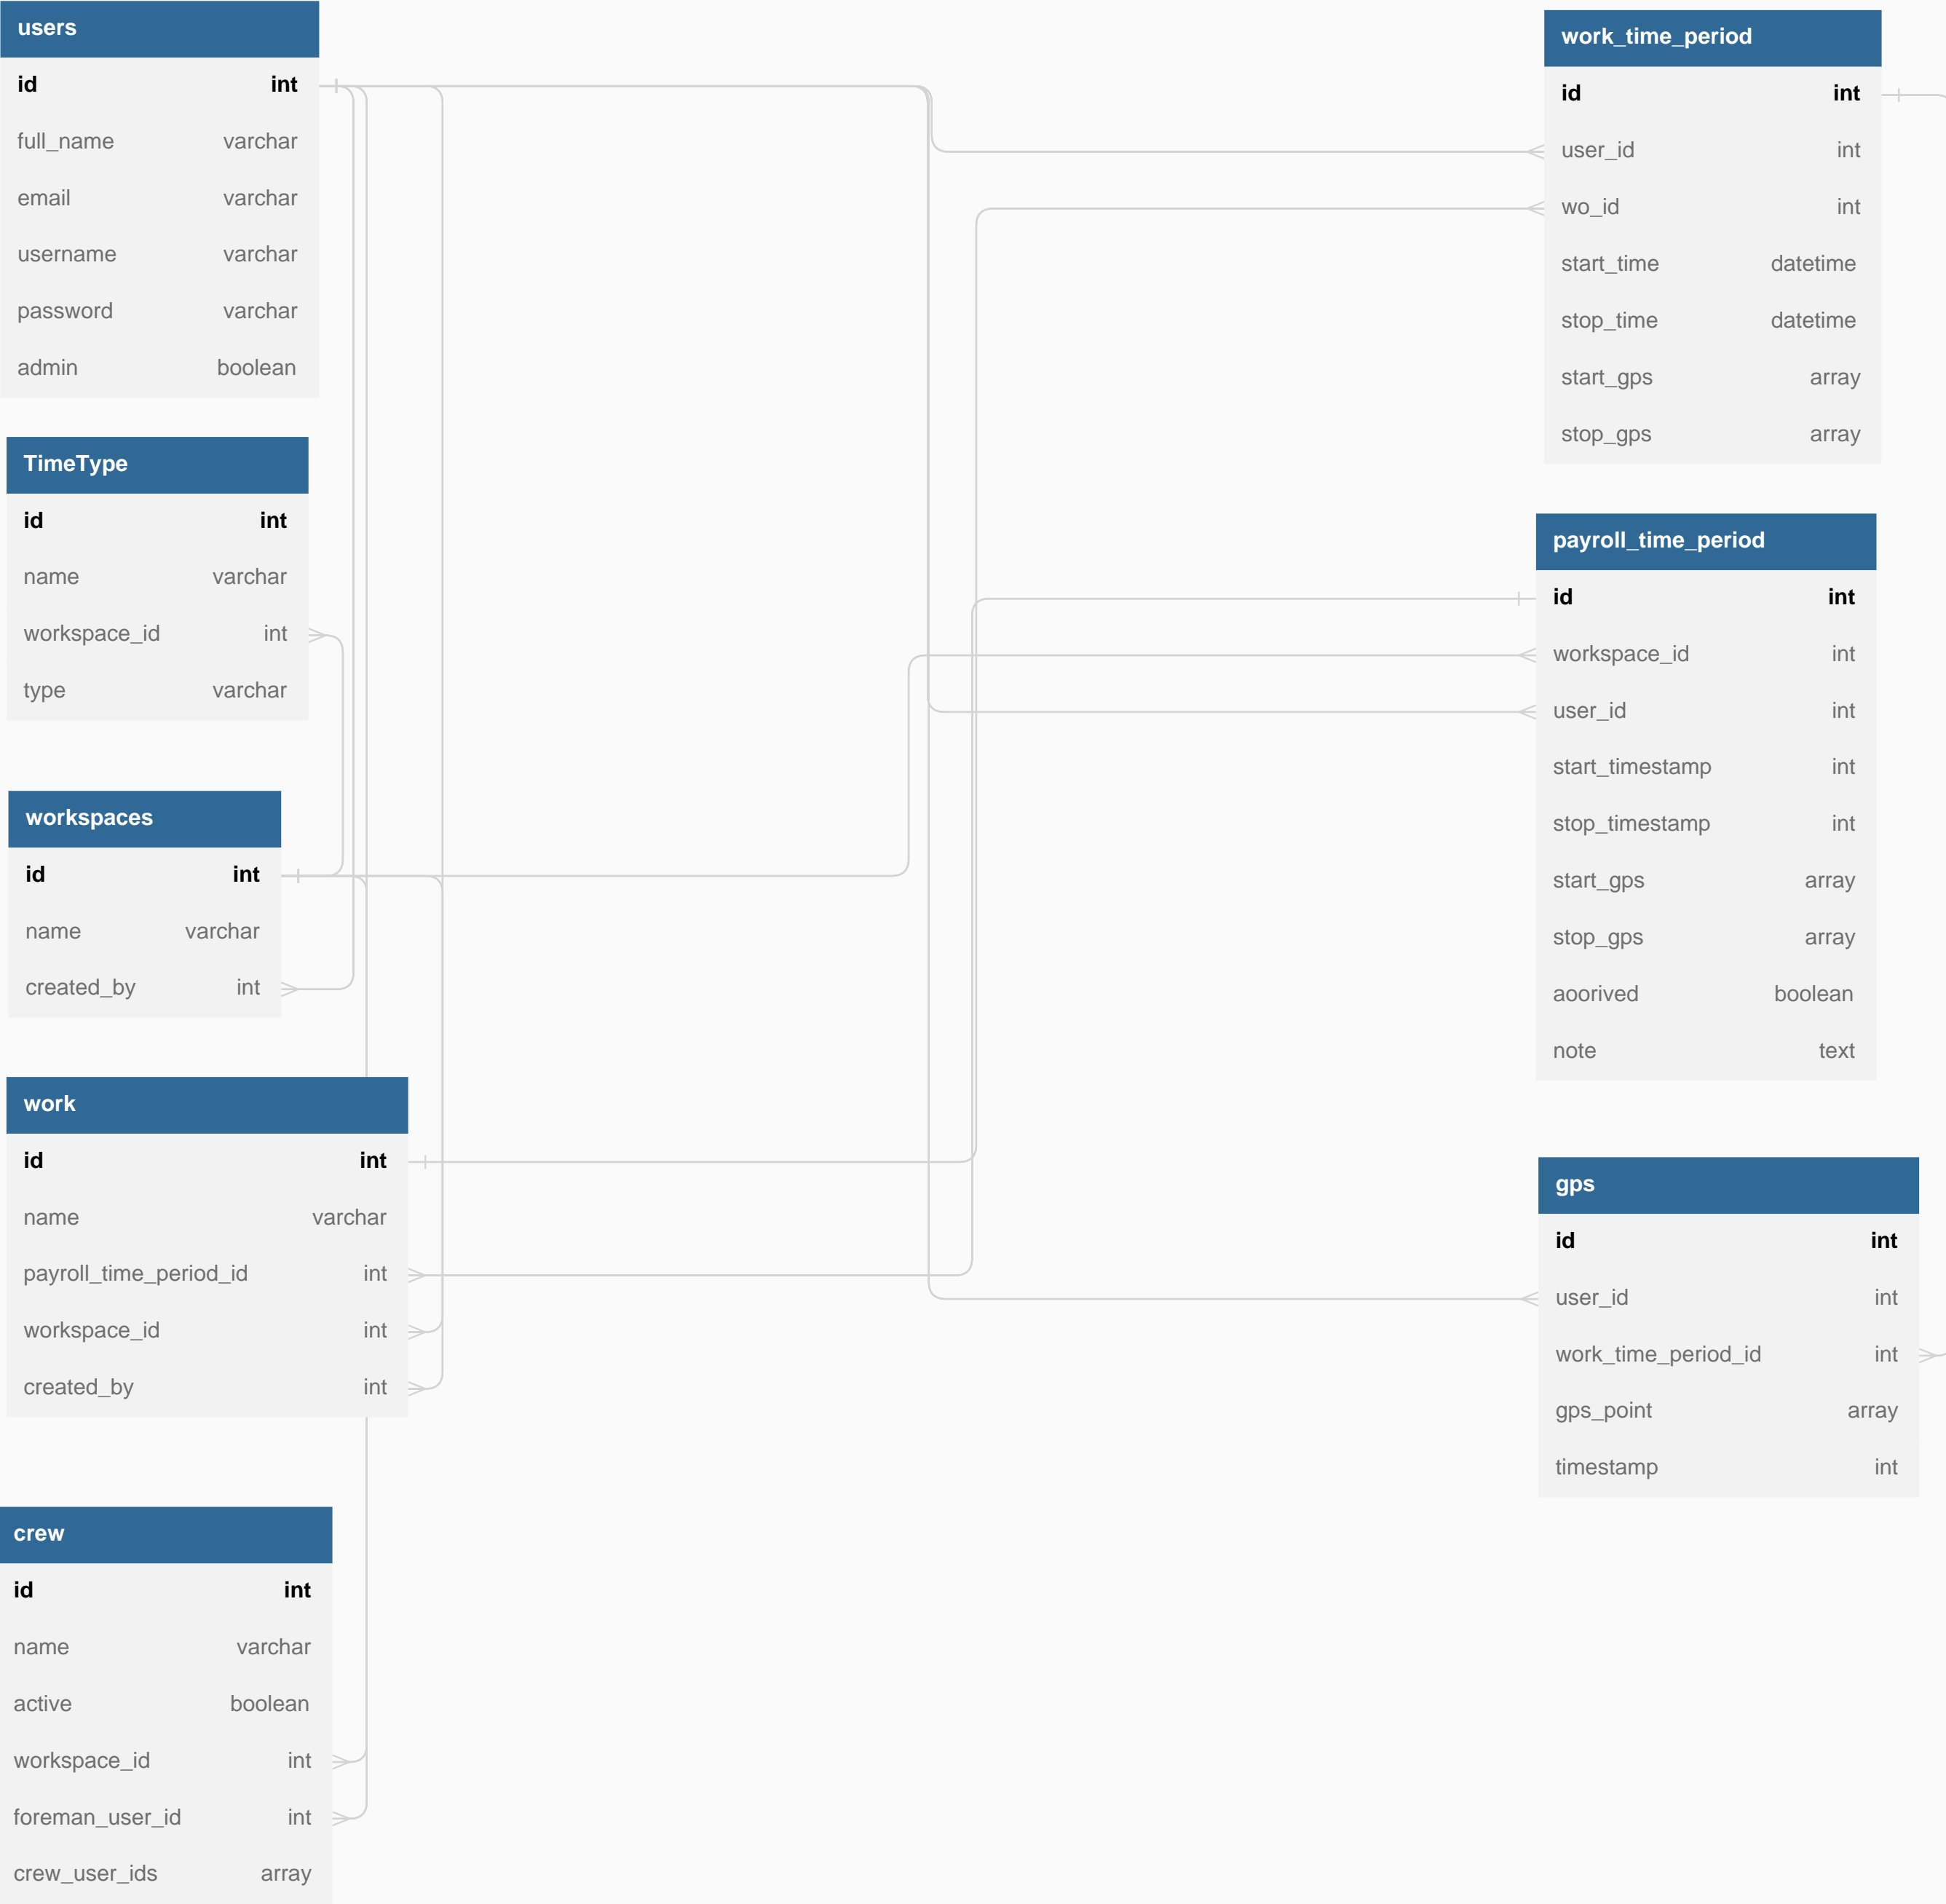 users
id int
full_name varchar
email varchar
username varchar
password varchar
admin boolean
TimeType
id int
name varchar
workspace_id int
type varchar
workspaces
id int
name varchar
created_by int
work
id int
name varchar
payroll_time_period_id int
workspace_id int
created_by int
crew
id int
name varchar
active boolean
workspace_id int
foreman_user_id int
crew_user_ids array
work_time_period
id int
user_id int
wo_id int
start_time datetime
stop_time datetime
start_gps array
stop_gps array
payroll_time_period
id int
workspace_id int
user_id int
start_timestamp int
stop_timestamp int
start_gps array
stop_gps array
aoorived boolean
note text
gps
id int
user_id int
work_time_period_id int
gps_point array
timestamp int